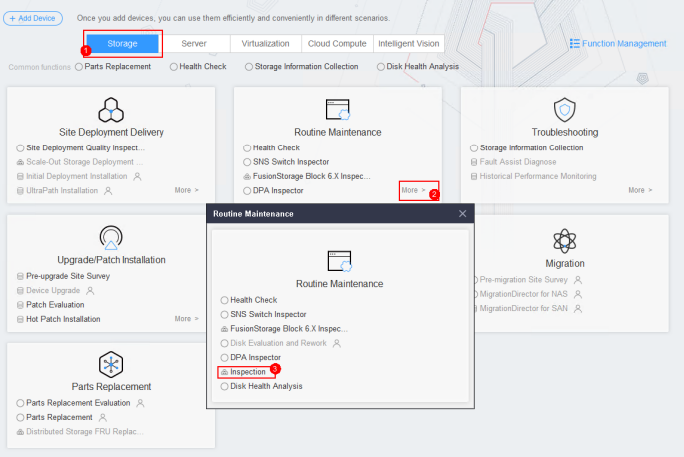 + Add Device
Once you add devices, you can use them efficiently and conveniently in different scenarios.
Storage
Server
Virtualization
Cloud Compute
Intelligent Vision
Function Management
1
Common functions
Parts Replacement
Health Check
Storage Information Collection
Disk Health Analysis
Site Deployment Delivery
Site Deployment Quality Inspect...
Scale-Out Storage Deployment ...
Initial Deployment Installation
UltraPath Installation
More >
Routine Maintenance
Health Check
SNS Switch Inspector
FusionStorage Block 6.X Inspec...
DPA Inspector
More >
2
Troubleshooting
Storage Information Collection
Fault Assist Diagnose
Historical Performance Monitoring
More >
Upgrade/Patch Installation
Pre-upgrade Site Survey
Device Upgrade
Patch Evaluation
Hot Patch Installation
More >
Routine Maintenance
Routine Maintenance
Health Check
SNS Switch Inspector
FusionStorage Block 6.X Inspec...
Disk Evaluation and Rework
DPA Inspector
Inspection
3
Disk Health Analysis
Migration
Pre-migration Site Survey
MigrationDirector for NAS
MigrationDirector for SAN
Parts Replacement
Parts Replacement Evaluation
Parts Replacement
Distributed Storage FRU Replac...